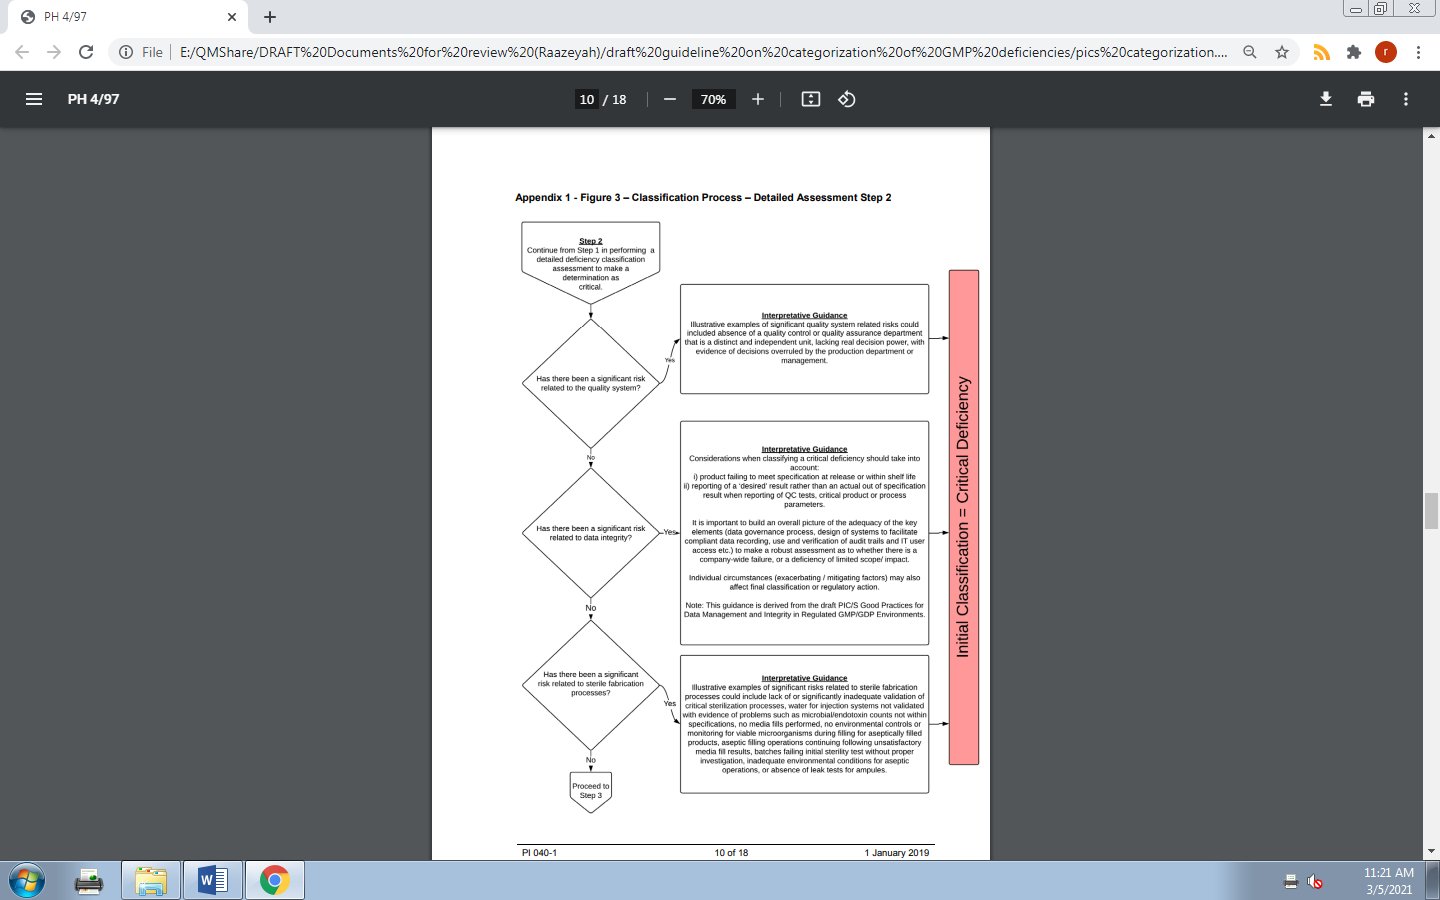 PH 4/97
File
E:/QMShare/DRAFT%20Documents%20for%20review%20(Raazeyah)/draft%20guideline%20on%20categorization%20of%20GMP%20deficiencies/pics%20categorization....
r
PH 4/97
10 / 18
70%
Appendix 1 - Figure 3 – Classification Process – Detailed Assessment Step 2
Step 2
Continue from Step 1 in performing a
detailed deficiency classification
assessment to make a
determination as
critical.
Interpretative Guidance
Illustrative examples of significant quality system related risks could
included absence of a quality control or quality assurance department
that is a distinct and independent unit, lacking real decision power, with
evidence of decisions overruled by the production department or
management.
Yes
Has there been a significant risk
related to the quality system?
No
Interpretative Guidance
Considerations when classifying a critical deficiency should take into
account:
i) product failing to meet specification at release or within shelf life
ii) reporting of a 'desired' result rather than an actual out of specification
result when reporting of QC tests, critical product or process
parameters.
It is important to build an overall picture of the adequacy of the key
elements (data governance process, design of systems to facilitate
compliant data recording, use and verification of audit trails and IT user
access etc.) to make a robust assessment as to whether there is a
company-wide failure, or a deficiency of limited scope/ impact.
Individual circumstances (exacerbating / mitigating factors) may also
affect final classification or regulatory action.
Note: This guidance is derived from the draft PIC/S Good Practices for
Data Management and Integrity in Regulated GMP/GDP Environments.
Has there been a significant risk
related to data integrity?
Yes
No
Has there been a significant
risk related to sterile fabrication
processes?
Yes
Interpretative Guidance
Illustrative examples of significant risks related to sterile fabrication
processes could include lack of or significantly inadequate validation of
critical sterilization processes, water for injection systems not validated
with evidence of problems such as microbial/endotoxin counts not within
specifications, no media fills performed, no environmental controls or
monitoring for viable microorganisms during filling for aseptically filled
products, aseptic filling operations continuing following unsatisfactory
media fill results, batches failing initial sterility test without proper
investigation, inadequate environmental conditions for aseptic
operations, or absence of leak tests for ampules.
No
Proceed to
Step 3
Initial Classification = Critical Deficiency
PI 040-1
10 of 18
1 January 2019
W
11:21 AM
3/5/2021